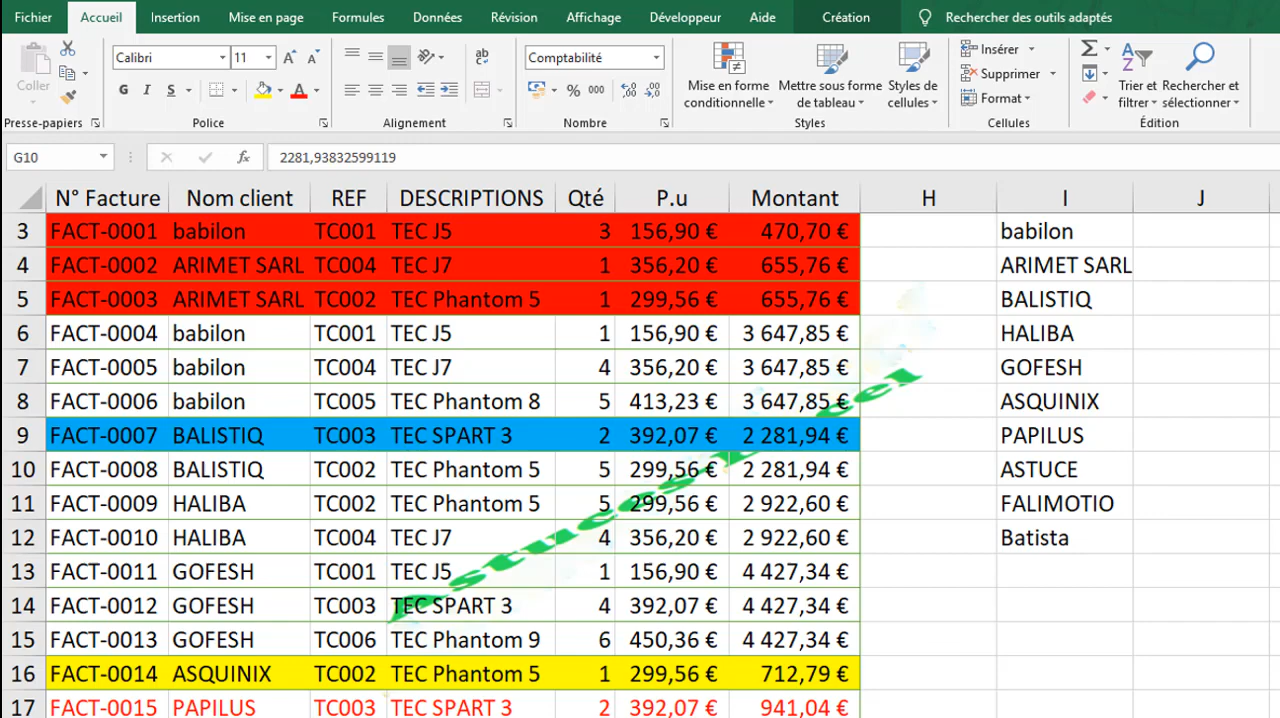 Fichier Accueil Insertion Mise en page Formules Données Révision Affichage Développeur Aide Création Rechercher des outils adaptés
Coller
Calibri 11
G I S
Comptabilité
% 000
Mise en forme conditionnelle
Mettre sous forme de tableau
Styles de cellules
Insérer
Supprimer
Format
Trier et filtrer
Rechercher et sélectionner
Presse-papiers Police Alignement Nombre Styles Cellules Édition
G10 fx 2281,93832599119
N° Facture Nom client REF DESCRIPTIONS Qté P.u Montant H I J
3 FACT-0001 babilon TC001 TEC J5 3 156,90 € 470,70 € babilon
4 FACT-0002 ARIMET SARL TC004 TEC J7 1 356,20 € 655,76 € ARIMET SARL
5 FACT-0003 ARIMET SARL TC002 TEC Phantom 5 1 299,56 € 655,76 € BALISTIQ
6 FACT-0004 babilon TC001 TEC J5 1 156,90 € 3 647,85 € HALIBA
7 FACT-0005 babilon TC004 TEC J7 4 356,20 € 3 647,85 € GOFESH
8 FACT-0006 babilon TC005 TEC Phantom 8 5 413,23 € 3 647,85 € ASQUINIX
9 FACT-0007 BALISTIQ TC003 TEC SPART 3 2 392,07 € 2 281,94 € PAPILUS
10 FACT-0008 BALISTIQ TC002 TEC Phantom 5 5 299,56 € 2 281,94 € ASTUCE
11 FACT-0009 HALIBA TC002 TEC Phantom 5 5 299,56 € 2 922,60 € FALIMOTIO
12 FACT-0010 HALIBA TC004 TEC J7 4 356,20 € 2 922,60 € Batista
13 FACT-0011 GOFESH TC001 TEC J5 1 156,90 € 4 427,34 €
14 FACT-0012 GOFESH TC003 TEC SPART 3 4 392,07 € 4 427,34 €
15 FACT-0013 GOFESH TC006 TEC Phantom 9 6 450,36 € 4 427,34 €
16 FACT-0014 ASQUINIX TC002 TEC Phantom 5 1 299,56 € 712,79 €
17 FACT-0015 PAPILUS TC003 TEC SPART 3 2 392,07 € 941,04 €